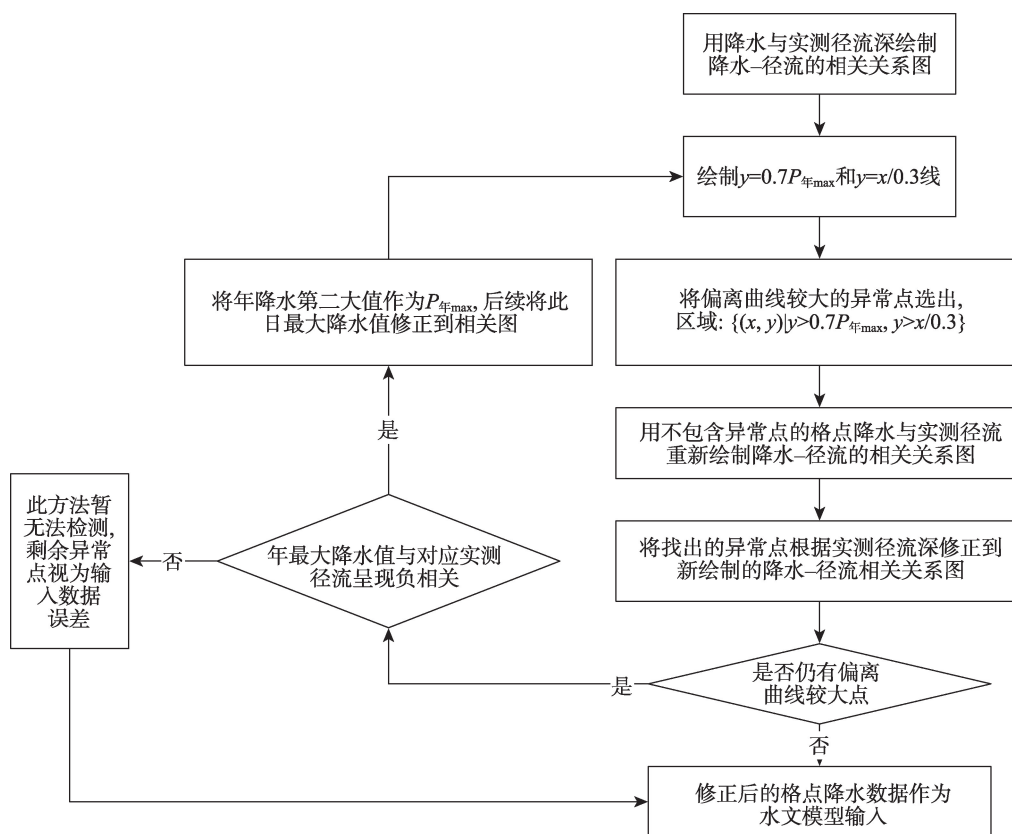 用降水与实测径流深绘制
降水–径流的相关关系图
绘制y=0.7P年max和y=x/0.3线
将年降水第二大值作为P年max, 后续将此
日最大降水值修正到相关图
将偏离曲线较大的异常点选出,
区域: {(x, y)|y>0.7P年max, y>x/0.3}
是
用不包含异常点的格点降水与实测径流
重新绘制降水–径流的相关关系图
此方法暂
无法检测,
剩余异常
点视为输
入数据
误差
否
年最大降水值与对应实测
径流呈现负相关
将找出的异常点根据实测径流深修正到
新绘制的降水–径流相关关系图
是
是否仍有偏离
曲线较大点
否
修正后的格点降水数据作为
水文模型输入